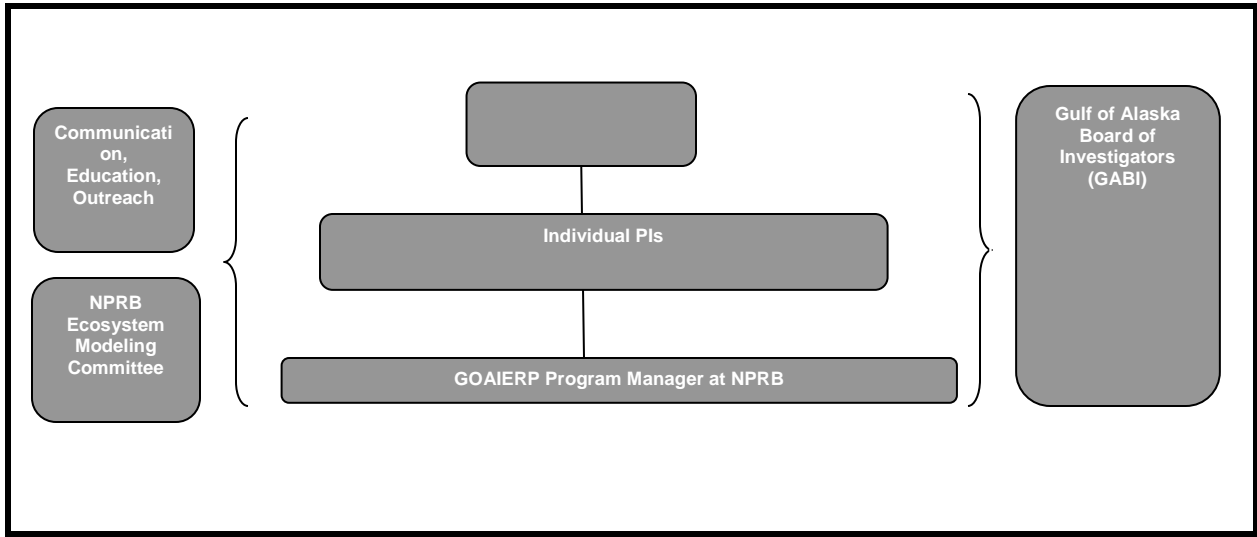 Communicati
on,
Education,
Outreach
NPRB
Ecosystem
Modeling
Committee
Individual PIs
GOAIERP Program Manager at NPRB
Gulf of Alaska
Board of
Investigators
(GABI)